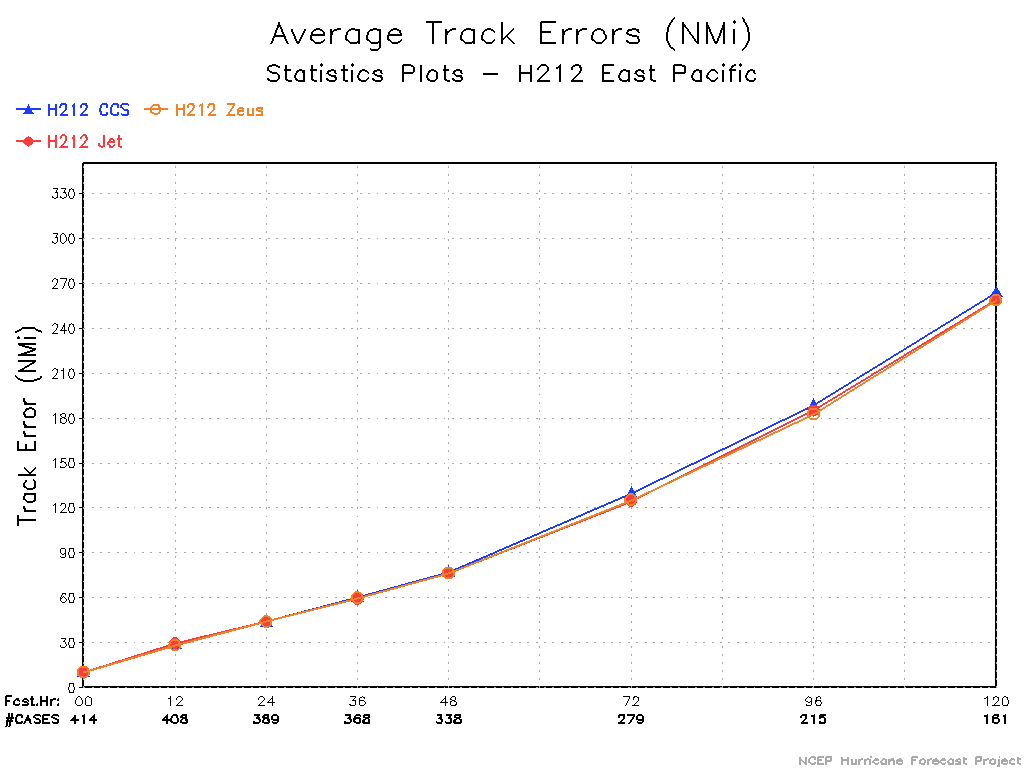 Average Track Errors (NMi)
Statistics Plots – H212 East Pacific
H212 CCS H212 Zeus
H212 Jet
Track Error (NMi)
330
300
270
240
210
180
150
120
90
60
30
0
Fcst.Hr: 00 12 24 36 48 72 96 120
#CASES 414 408 389 368 338 279 215 161
NCEP Hurricane Forecast Project